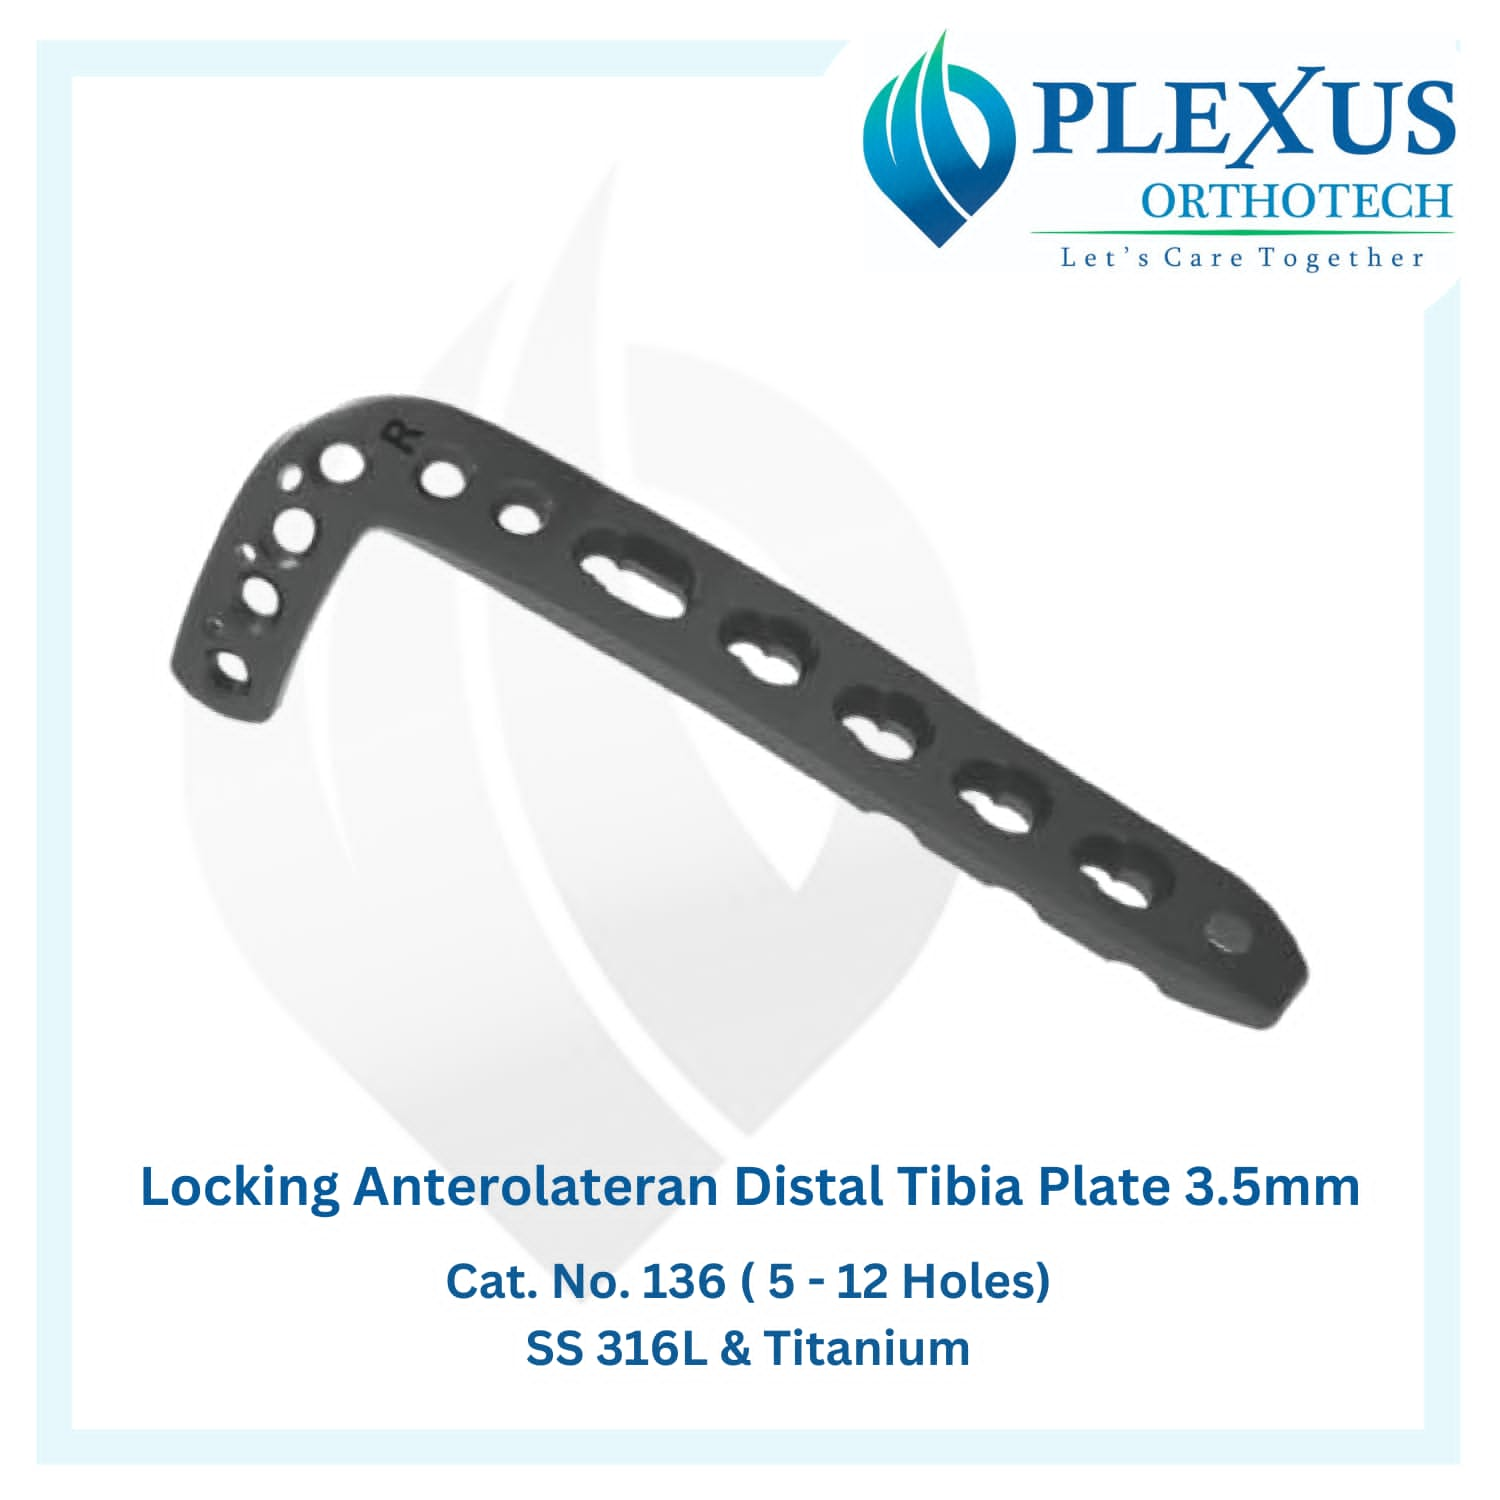 PLEXUS
ORTHOTECH
Let's Care Together
R
Locking Anterolateran Distal Tibia Plate 3.5mm
Cat. No. 136 ( 5 - 12 Holes)
SS 316L & Titanium